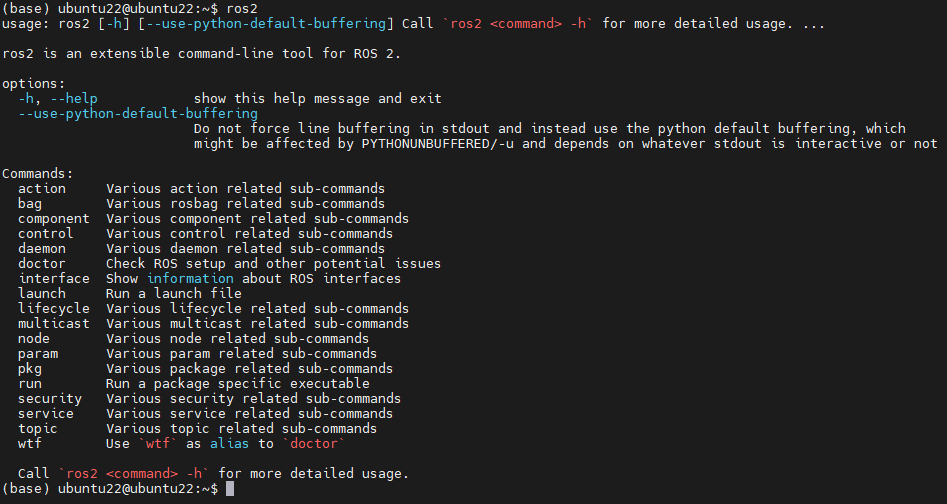 (base) ubuntu22@ubuntu22:~$ ros2
usage: ros2 [-h] [--use-python-default-buffering] Call `ros2 <command> -h` for more detailed usage. ...

ros2 is an extensible command-line tool for ROS 2.

options:
  -h, --help            show this help message and exit
  --use-python-default-buffering
                        Do not force line buffering in stdout and instead use the python default buffering, which
                        might be affected by PYTHONUNBUFFERED/-u and depends on whatever stdout is interactive or not

Commands:
  action     Various action related sub-commands
  bag        Various rosbag related sub-commands
  component  Various component related sub-commands
  control    Various control related sub-commands
  daemon     Various daemon related sub-commands
  doctor     Check ROS setup and other potential issues
  interface  Show information about ROS interfaces
  launch     Run a launch file
  lifecycle  Various lifecycle related sub-commands
  multicast  Various multicast related sub-commands
  node       Various node related sub-commands
  param      Various param related sub-commands
  pkg        Various package related sub-commands
  run        Run a package specific executable
  security   Various security related sub-commands
  service    Various service related sub-commands
  topic      Various topic related sub-commands
  wtf        Use `wtf` as alias to `doctor`

  Call `ros2 <command> -h` for more detailed usage.
(base) ubuntu22@ubuntu22:~$